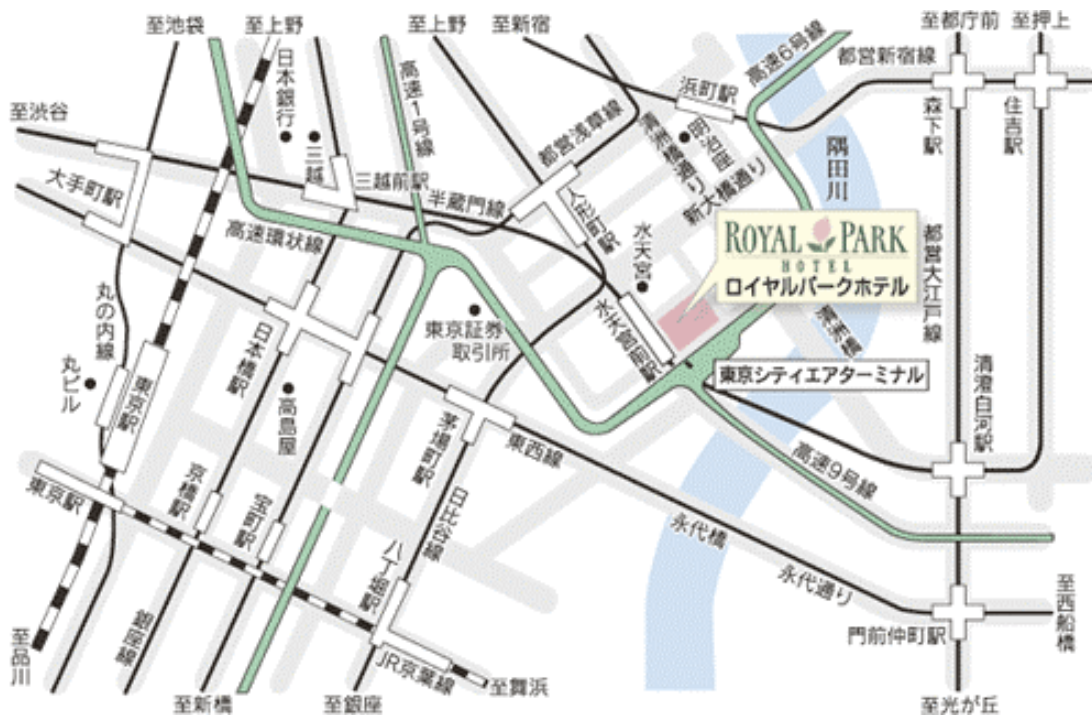 至池袋
至上野
至上野
至新宿
至都庁前
至押上
日本銀行
高速1号線
高速6号線
都営新宿線
浜町駅
至渋谷
三越
都営浅草線
清洲橋通り
明治座
新大橋通り
隅田川
森下駅
住吉駅
大手町駅
三越前駅
半蔵門線
人形町駅
水天宮
ROYAL PARK
HOTEL
ロイヤルパークホテル
高速環状線
都営大江戸線
丸の内線
丸ビル
東京駅
日本橋駅
東京証券
取引所
水天宮前駅
清洲橋
東京シティエアターミナル
高島屋
茅場町駅
東西線
清澄白河駅
高速9号線
東京駅
京橋駅
宝町駅
日比谷線
八丁堀駅
永代橋
永代通り
至西船橋
門前仲町駅
至品川
銀座線
JR京葉線
至舞浜
至新橋
至銀座
至光が丘